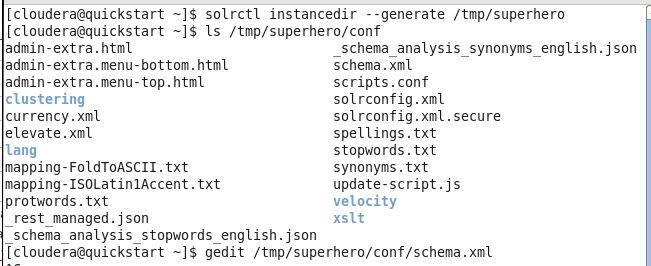 [cloudera@quickstart ~]$ solrctl instancedir --generate /tmp/superhero
[cloudera@quickstart ~]$ ls /tmp/superhero/conf
admin-extra.html _schema_analysis_synonyms_english.json
admin-extra.menu-bottom.html schema.xml
admin-extra.menu-top.html scripts.conf
clustering solrconfig.xml
currency.xml solrconfig.xml.secure
elevate.xml spellings.txt
lang stopwords.txt
mapping-FoldToASCII.txt synonyms.txt
mapping-ISOLatin1Accent.txt update-script.js
protwords.txt velocity
_rest_managed.json xslt
_schema_analysis_stopwords_english.json
[cloudera@quickstart ~]$ gedit /tmp/superhero/conf/schema.xml